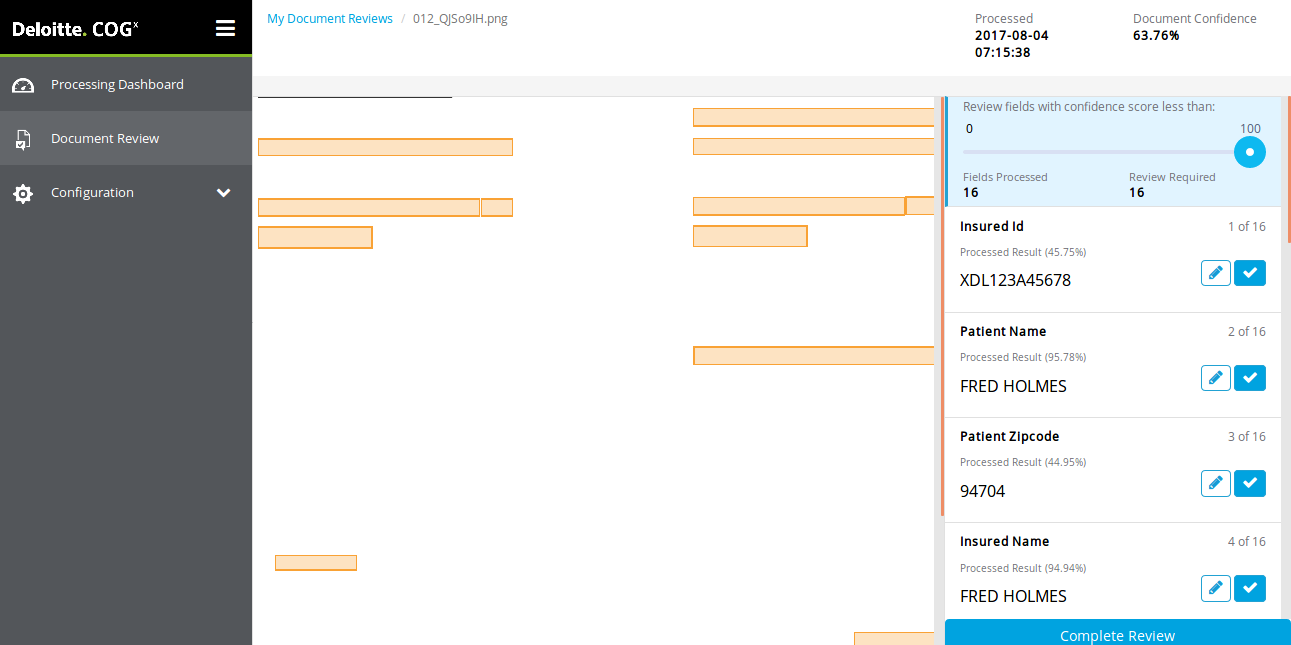 Deloitte. COGˣ
Processing Dashboard
Document Review
Configuration
My Document Reviews / 012_QJSo9IH.png
Processed
2017-08-04
07:15:38
Document Confidence
63.76%
Review fields with confidence score less than:
0
100
Fields Processed
16
Review Required
16
Insured Id
1 of 16
Processed Result (45.75%)
XDL123A45678
Patient Name
2 of 16
Processed Result (95.78%)
FRED HOLMES
Patient Zipcode
3 of 16
Processed Result (44.95%)
94704
Insured Name
4 of 16
Processed Result (94.94%)
FRED HOLMES
Complete Review